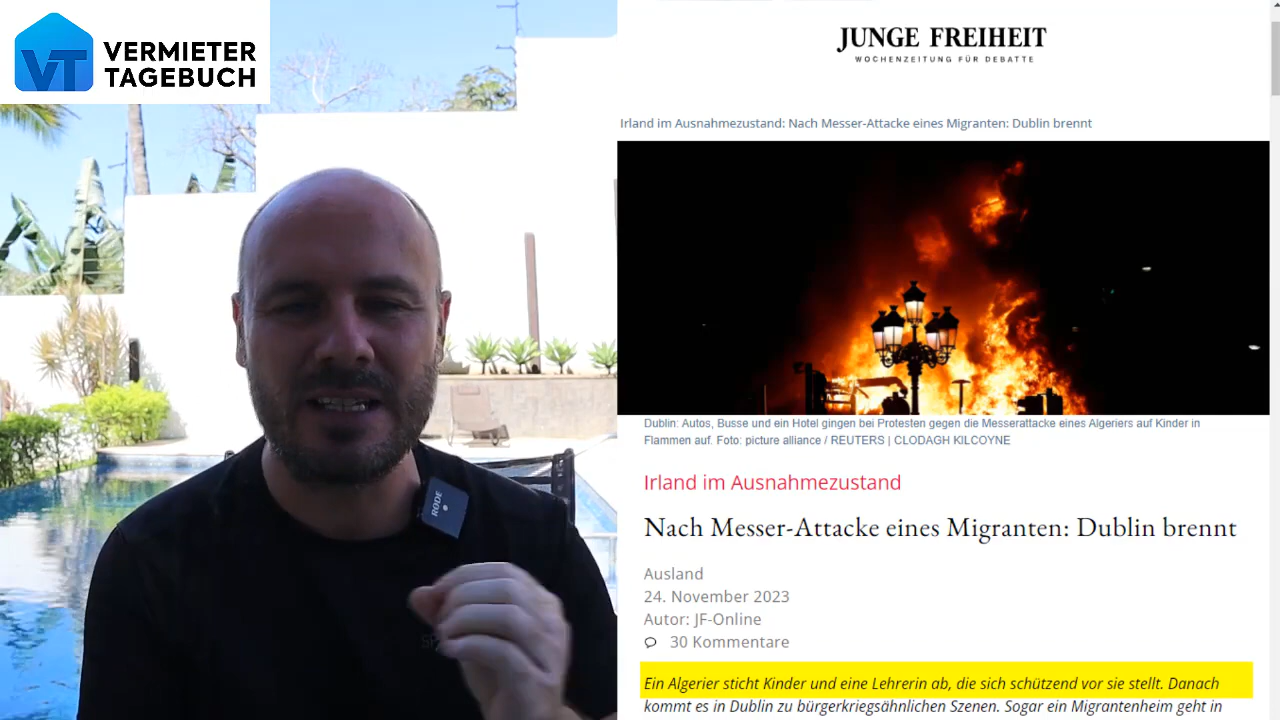 VERMIETER
TAGEBUCH
VT
RØDE
JUNGE FREIHEIT
WOCHENZEITUNG FÜR DEBATTE
Irland im Ausnahmezustand: Nach Messer-Attacke eines Migranten: Dublin brennt
Dublin: Autos, Busse und ein Hotel gingen bei Protesten gegen die Messerattacke eines Algeriers auf Kinder in
Flammen auf. Foto: picture alliance / REUTERS | CLODAGH KILCOYNE
Irland im Ausnahmezustand
Nach Messer-Attacke eines Migranten: Dublin brennt
Ausland
24. November 2023
Autor: JF-Online
30 Kommentare
Ein Algerier sticht Kinder und eine Lehrerin ab, die sich schützend vor sie stellt. Danach
kommt es in Dublin zu bürgerkriegsähnlichen Szenen. Sogar ein Migrantenheim geht in